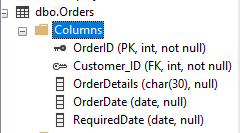 dbo.Orders
Columns
OrderID (PK, int, not null)
Customer_ID (FK, int, not null)
OrderDetails (char(30), null)
OrderDate (date, null)
RequiredDate (date, null)